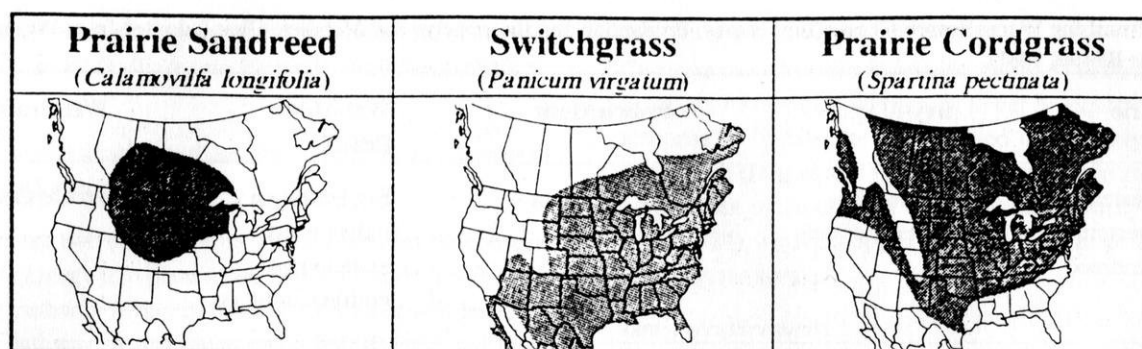 Prairie Sandreed
(Calamovilfa longifolia)
Switchgrass
(Panicum virgatum)
Prairie Cordgrass
(Spartina pectinata)